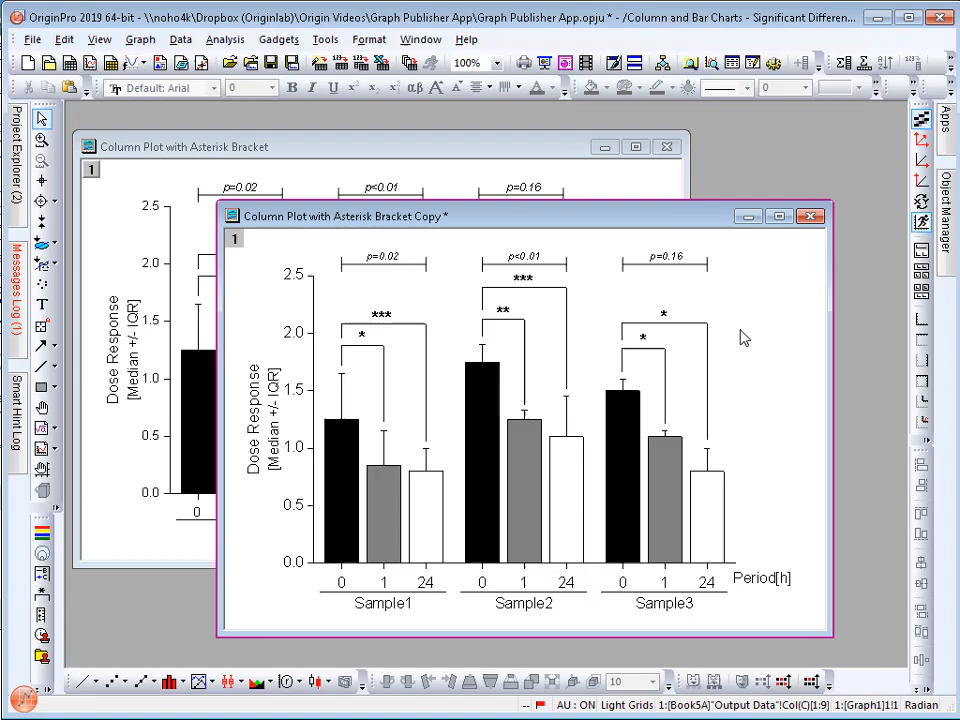 OriginPro 2019 64-bit - \\noho4k\Dropbox (Originlab)\Origin Videos\Graph Publisher App\Graph Publisher App.opju * - /Column and Bar Charts - Significant Differen...
File Edit View Graph Data Analysis Gadgets Tools Format Window Help
100%
Default: Arial 0 B I U x² x₂ αβ A A A 0
Project Explorer (2)
Messages Log (1)
Smart Hint Log
Apps
Object Manager
Column Plot with Asterisk Bracket
1
p=0.02 p<0.01 p=0.16
2.5
2.0
1.5
1.0
0.5
0.0
Dose Response
[Median +/- IQR]
0
Column Plot with Asterisk Bracket Copy *
1
p=0.02 p<0.01 p=0.16
2.5
2.0
1.5
1.0
0.5
0.0
*** *** *
* ** *
Dose Response
[Median +/- IQR]
0 1 24 0 1 24 0 1 24 Period[h]
Sample1 Sample2 Sample3
10
-- AU : ON Light Grids 1:[Book5A]"Output Data"!Col(C)[1:9] 1:[Graph1]1!1 Radian